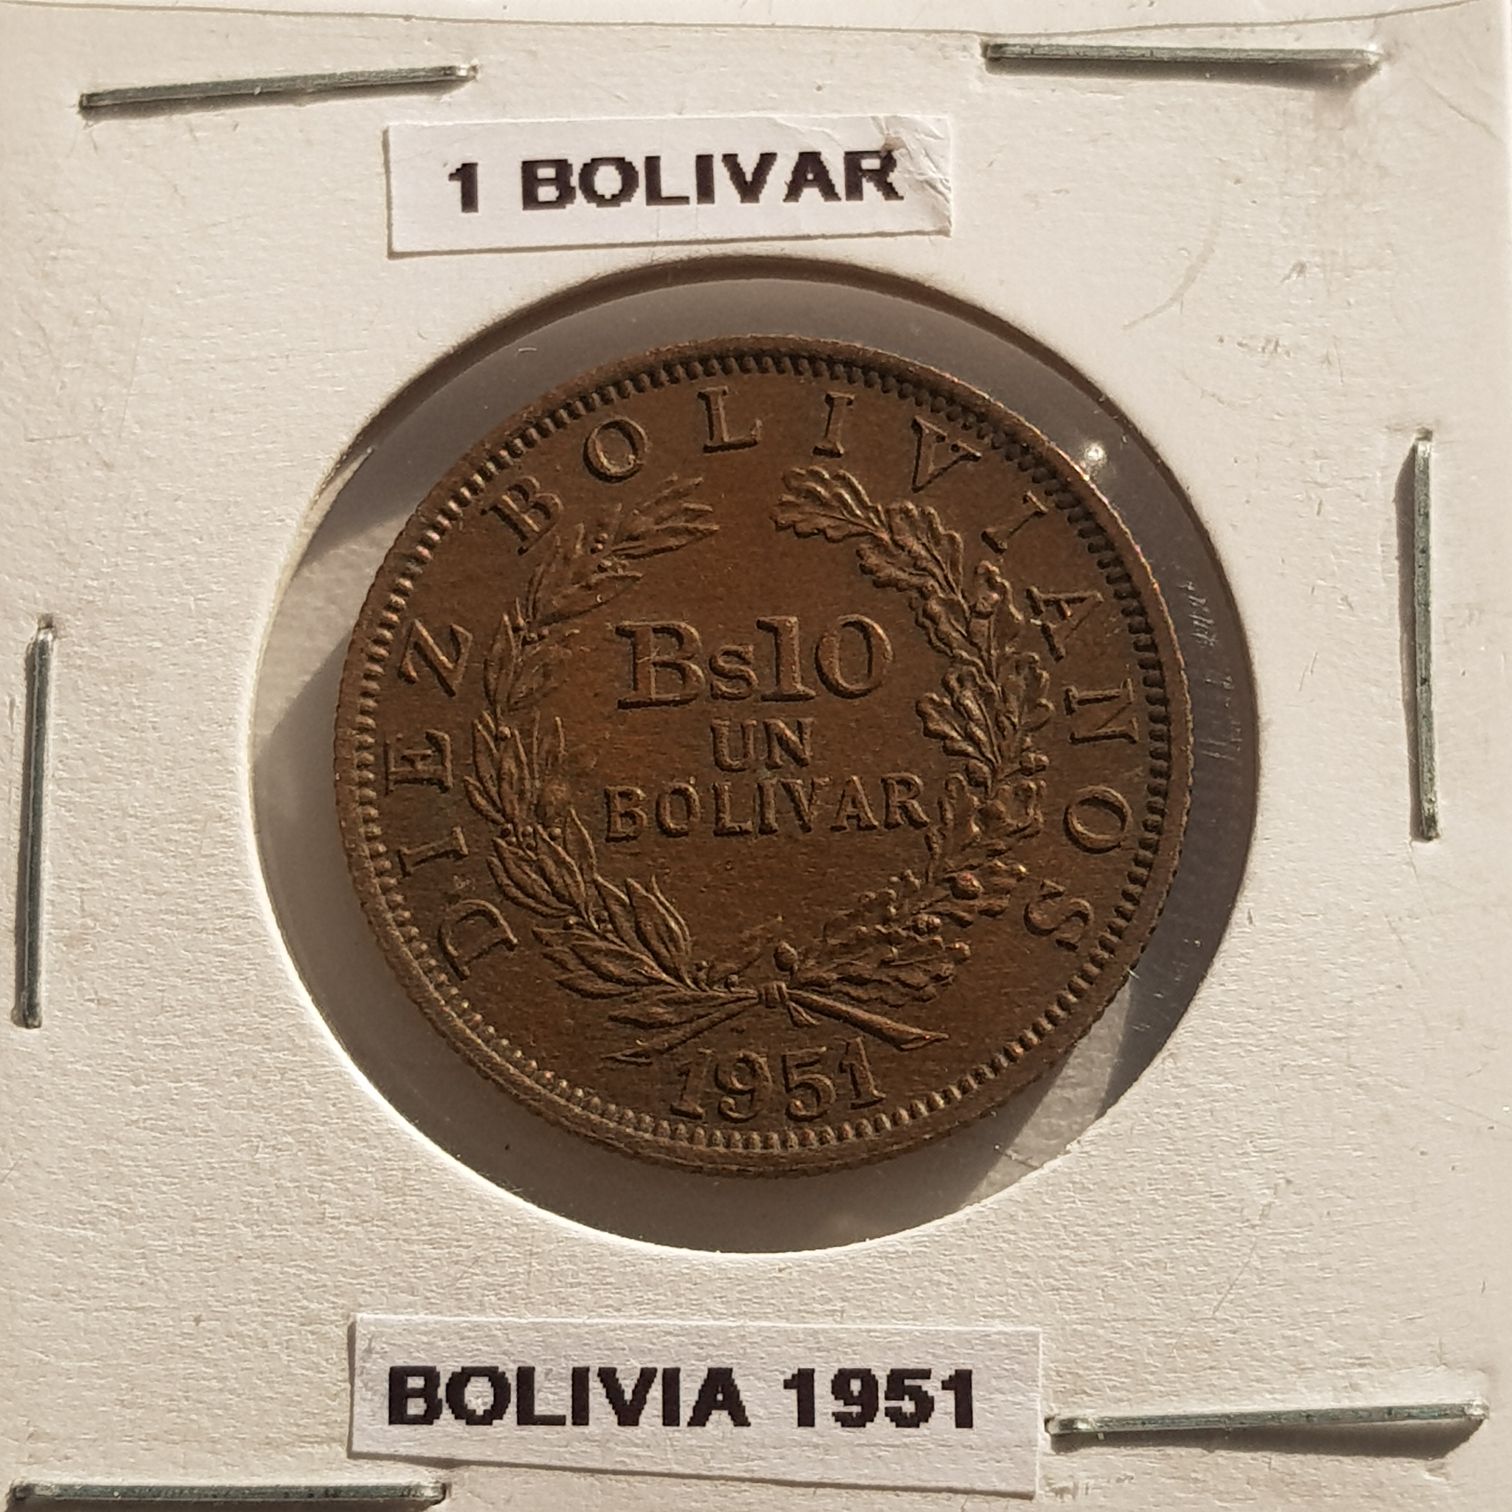 1 BOLIVAR
DIEZ BOLIVIANOS
Bs10
UN
BOLIVAR
1951
BOLIVIA 1951